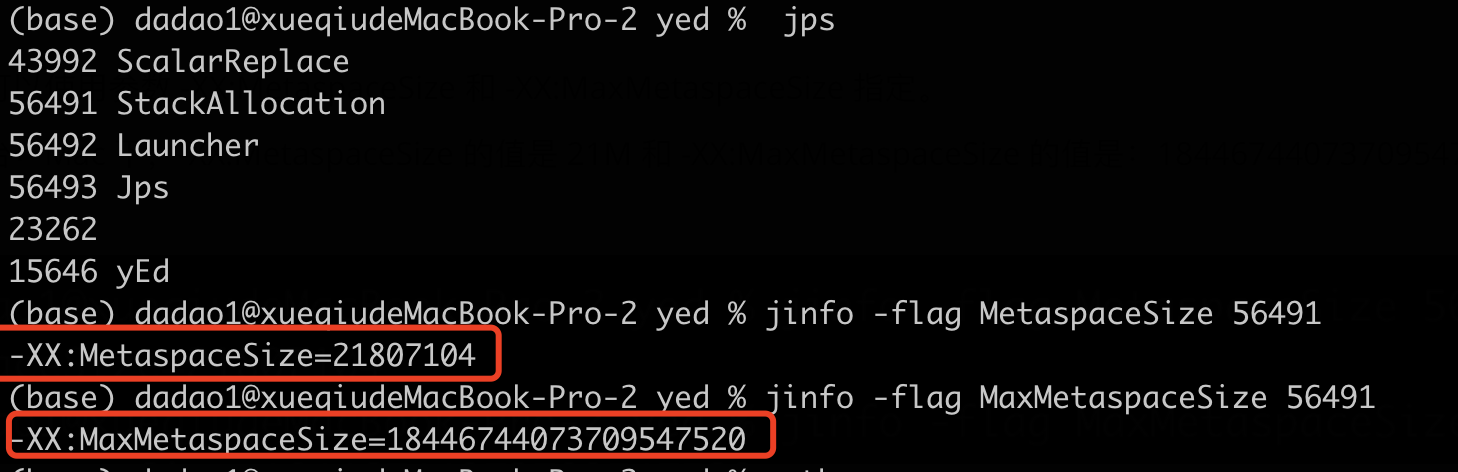 (base) dadao1@xueqiudeMacBook-Pro-2 yed %  jps
43992 ScalarReplace
56491 StackAllocation
56492 Launcher
56493 Jps
23262
15646 yEd
(base) dadao1@xueqiudeMacBook-Pro-2 yed % jinfo -flag MetaspaceSize 56491
-XX:MetaspaceSize=21807104
(base) dadao1@xueqiudeMacBook-Pro-2 yed % jinfo -flag MaxMetaspaceSize 56491
-XX:MaxMetaspaceSize=18446744073709547520